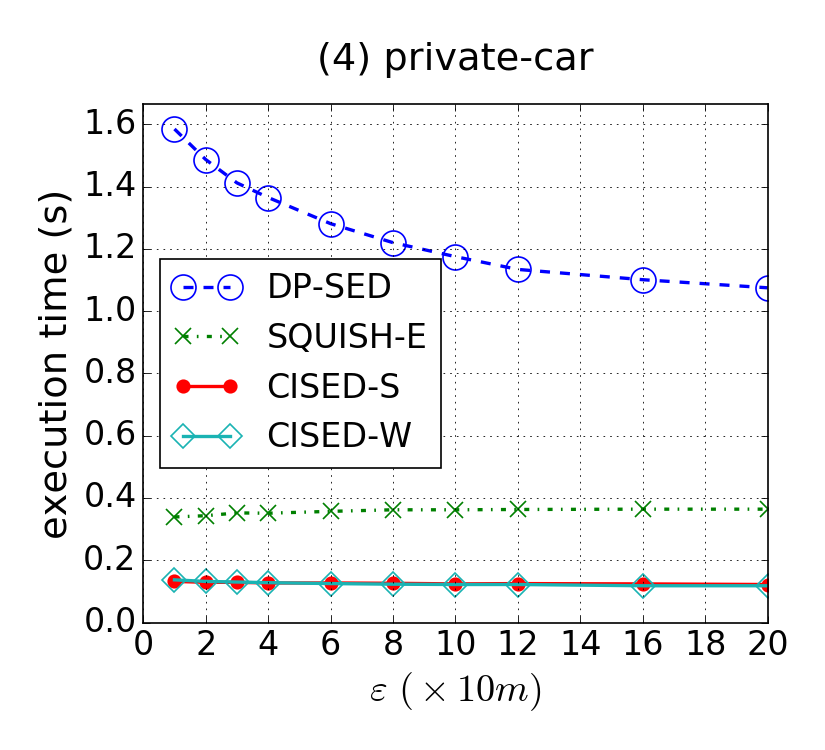 (4) private-car
execution time (s)
1.6
1.4
1.2
1.0
0.8
0.6
0.4
0.2
0.0
DP-SED
SQUISH-E
CISED-S
CISED-W
0 2 4 6 8 10 12 14 16 18 20
ε (×10m)